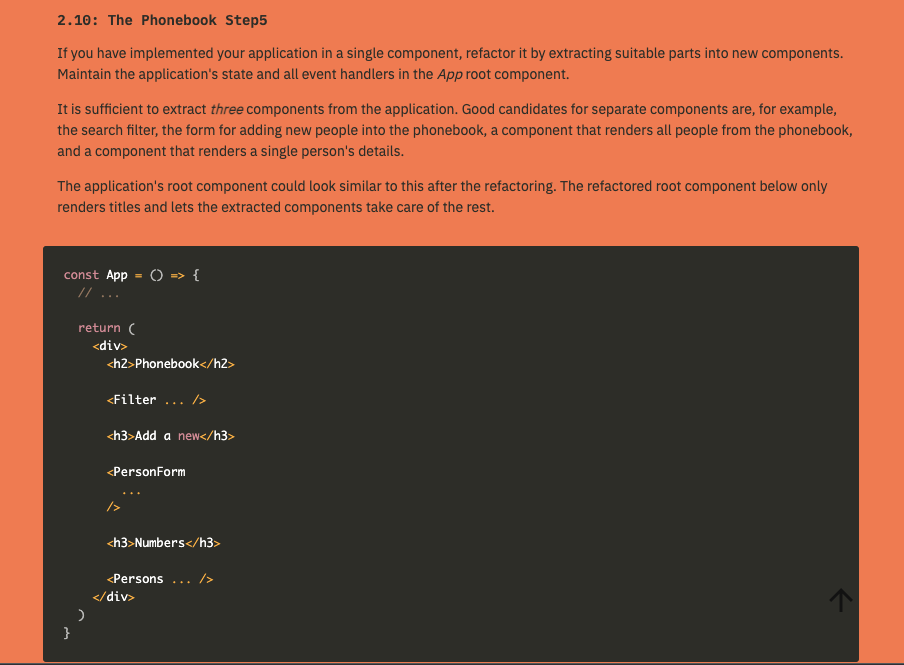 2.10: The Phonebook Step5
If you have implemented your application in a single component, refactor it by extracting suitable parts into new components.
Maintain the application's state and all event handlers in the App root component.
It is sufficient to extract three components from the application. Good candidates for separate components are, for example,
the search filter, the form for adding new people into the phonebook, a component that renders all people from the phonebook,
and a component that renders a single person's details.
The application's root component could look similar to this after the refactoring. The refactored root component below only
renders titles and lets the extracted components take care of the rest.
const App = () => {
  // ...
  return (
    <div>
      <h2>Phonebook</h2>
      <Filter ... />
      <h3>Add a new</h3>
      <PersonForm
        ...
      />
      <h3>Numbers</h3>
      <Persons ... />
    </div>
  )
}